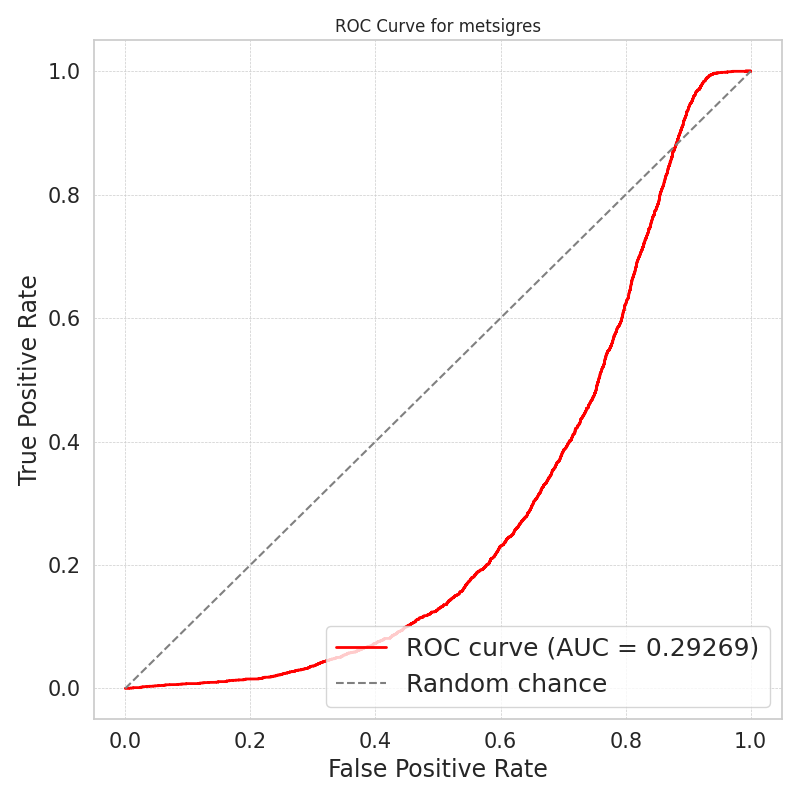 ROC Curve for metsigres
True Positive Rate
1.0
0.8
0.6
0.4
0.2
0.0
ROC curve (AUC = 0.29269)
Random chance
0.0 0.2 0.4 0.6 0.8 1.0
False Positive Rate